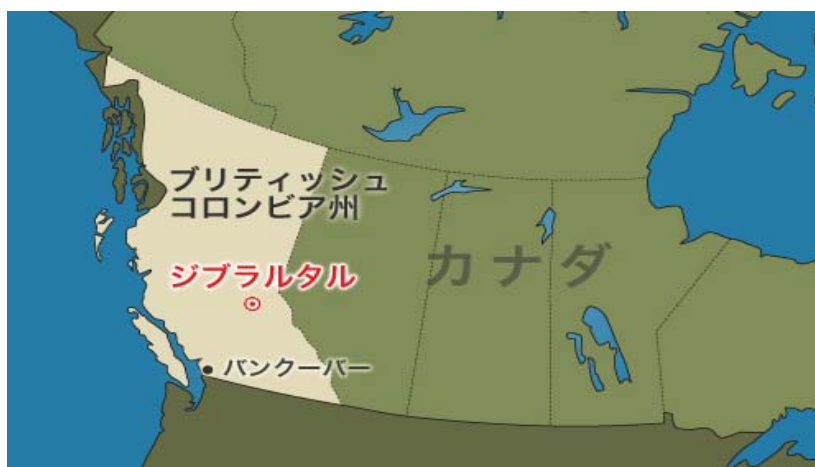 ブリティッシュ
コロンビア州
ジブラルタル
カナダ
バンクーバー